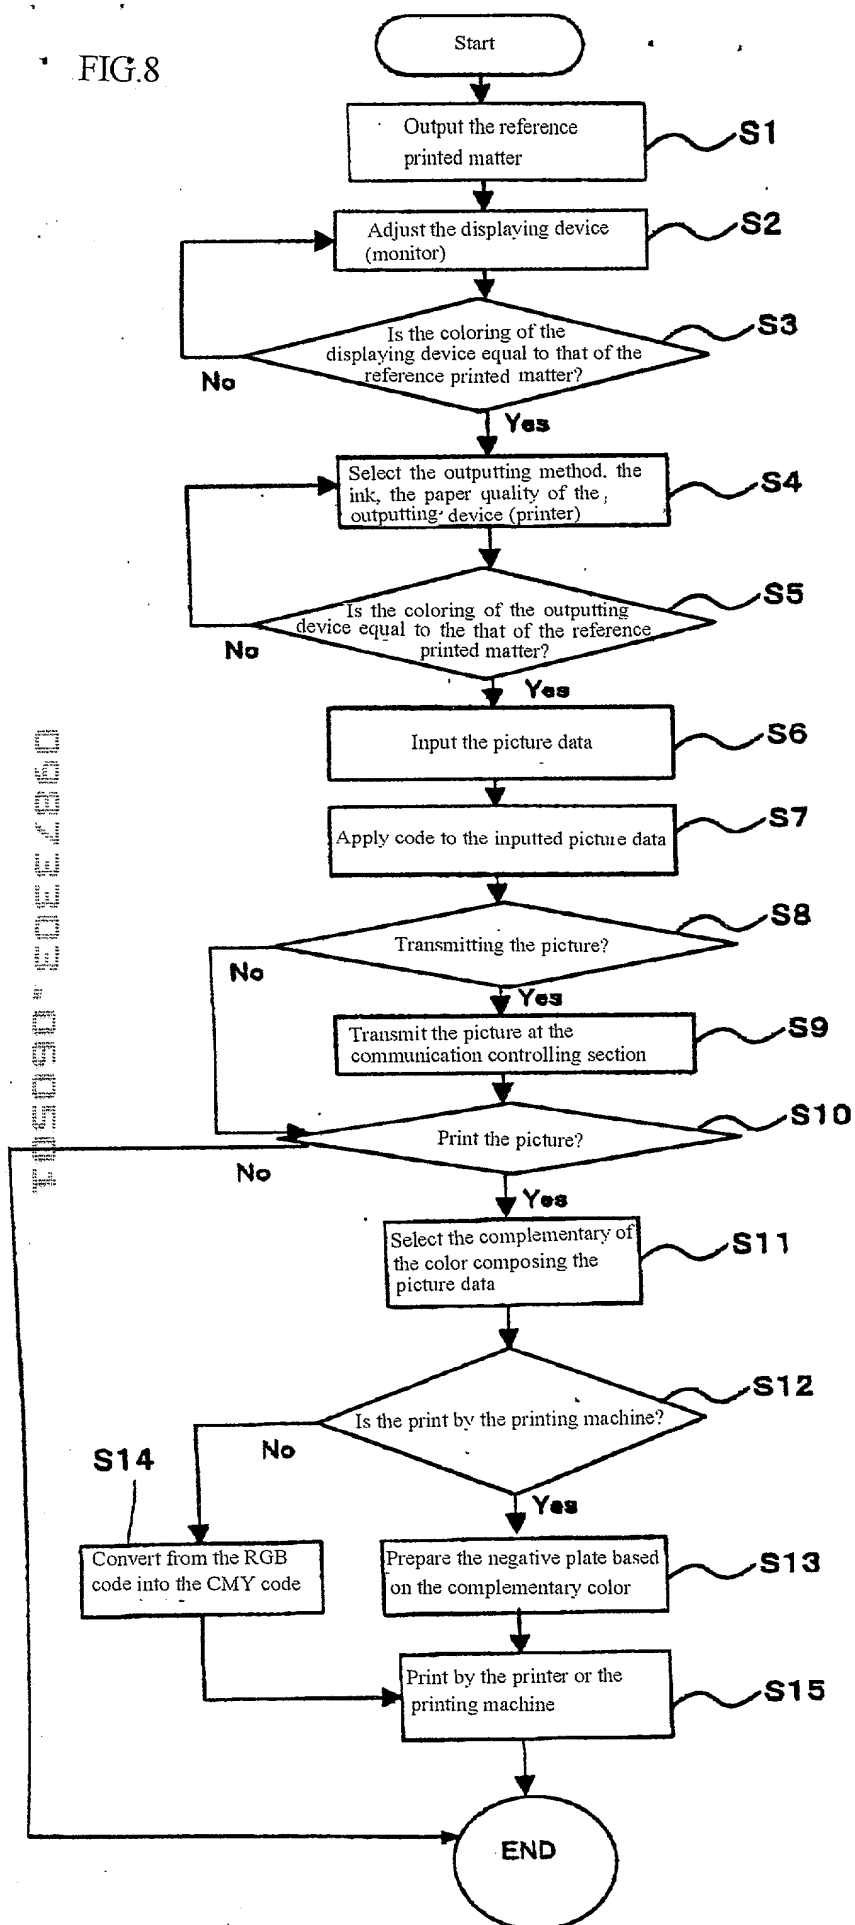 FIG.8
Start
Output the reference
printed matter
S1
Adjust the displaying device
(monitor)
S2
Is the coloring of the
displaying device equal to that of the
reference printed matter?
S3
No
Yes
Select the outputting method. the
ink, the paper quality of the,
outputting device (printer)
S4
Is the coloring of the outputting
device equal to the that of the reference
printed matter?
S5
No
Yes
Input the picture data
S6
Apply code to the inputted picture data
S7
Transmitting the picture?
S8
No
Yes
Transmit the picture at the
communication controlling section
S9
Print the picture?
S10
No
Yes
Select the complementary of
the color composing the
picture data
S11
Is the print by the printing machine?
S12
No
Yes
S14
Convert from the RGB
code into the CMY code
Prepare the negative plate based
on the complementary color
S13
Print by the printer or the
printing machine
S15
END
09873303.060501